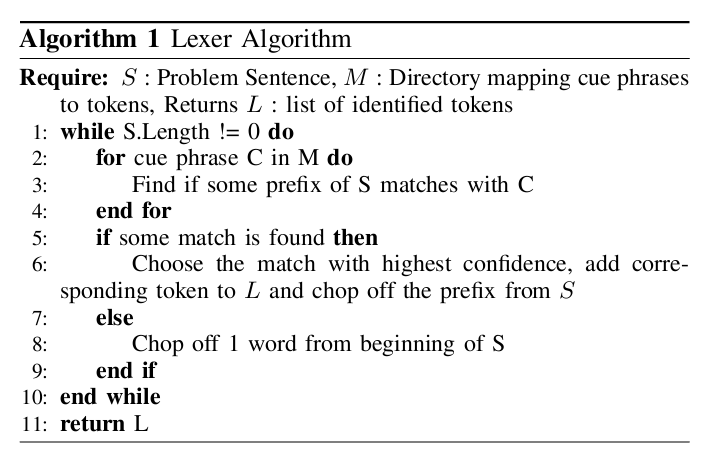 Algorithm 1 Lexer Algorithm
Require: S : Problem Sentence, M : Directory mapping cue phrases
to tokens, Returns L : list of identified tokens
1: while S.Length != 0 do
2: for cue phrase C in M do
3: Find if some prefix of S matches with C
4: end for
5: if some match is found then
6: Choose the match with highest confidence, add corre-
sponding token to L and chop off the prefix from S
7: else
8: Chop off 1 word from beginning of S
9: end if
10: end while
11: return L